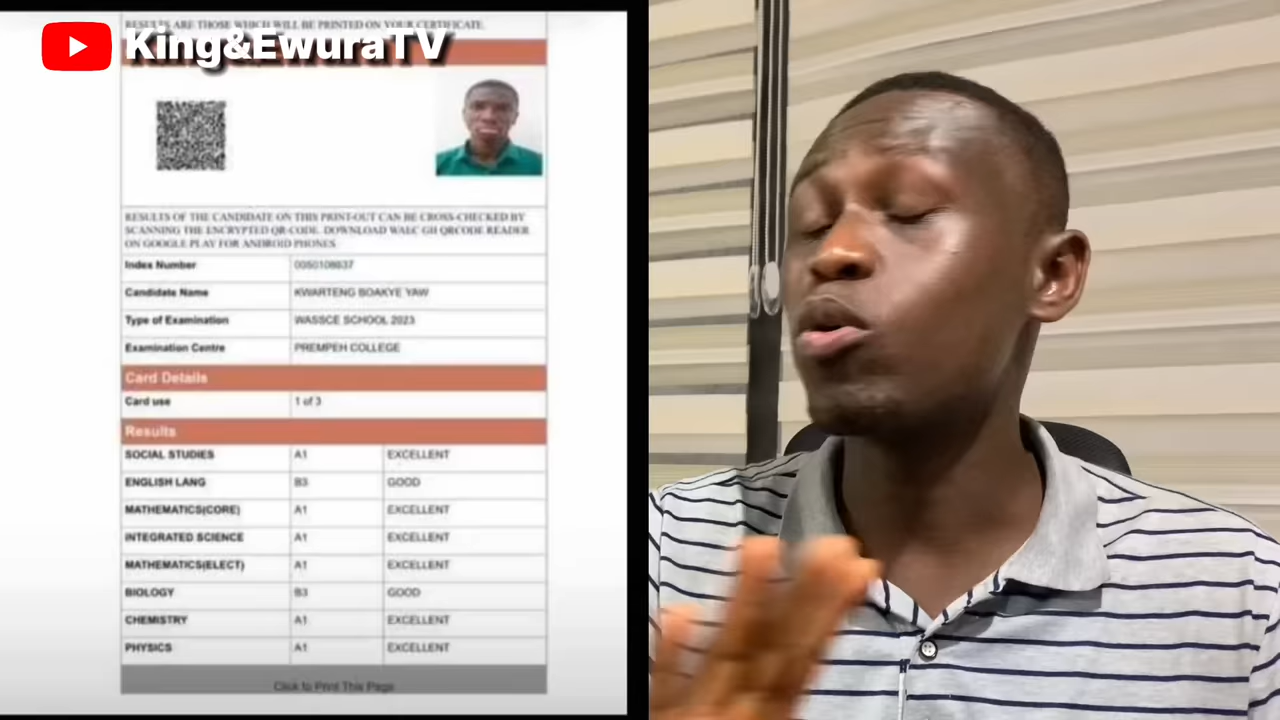 RESULTS ARE THOSE WHICH WILL BE PRINTED ON YOUR CERTIFICATE.
King&EwuraTV
RESULTS OF THE CANDIDATE ON THIS PRINT-OUT CAN BE CROSS-CHECKED BY
SCANNING THE ENCRYPTED QR-CODE. DOWNLOAD WAEC GH QRCODE READER
ON GOOGLE PLAY FOR ANDROID PHONES.
Index Number
Candidate Name KWARTENG BOAKYE YAW
Type of Examination WASSCE SCHOOL 2023
Examination Centre PREMPEH COLLEGE
Card Details
Card use 1 of 3
Results
SOCIAL STUDIES A1 EXCELLENT
ENGLISH LANG B3 GOOD
MATHEMATICS(CORE) A1 EXCELLENT
INTEGRATED SCIENCE A1 EXCELLENT
MATHEMATICS(ELECT) A1 EXCELLENT
BIOLOGY B3 GOOD
CHEMISTRY A1 EXCELLENT
PHYSICS A1 EXCELLENT
Click to Print This Page